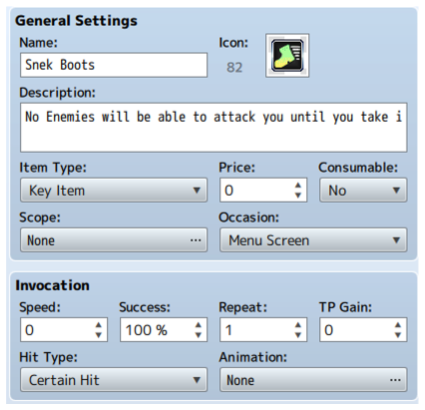 General Settings
Name: Icon:
Snek Boots
82
Description:
No Enemies will be able to attack you until you take i
Item Type: Price: Consumable:
Key Item 0 No
Scope: Occasion:
None ... Menu Screen
Invocation
Speed: Success: Repeat: TP Gain:
0 100 % 1 0
Hit Type: Animation:
Certain Hit None ...